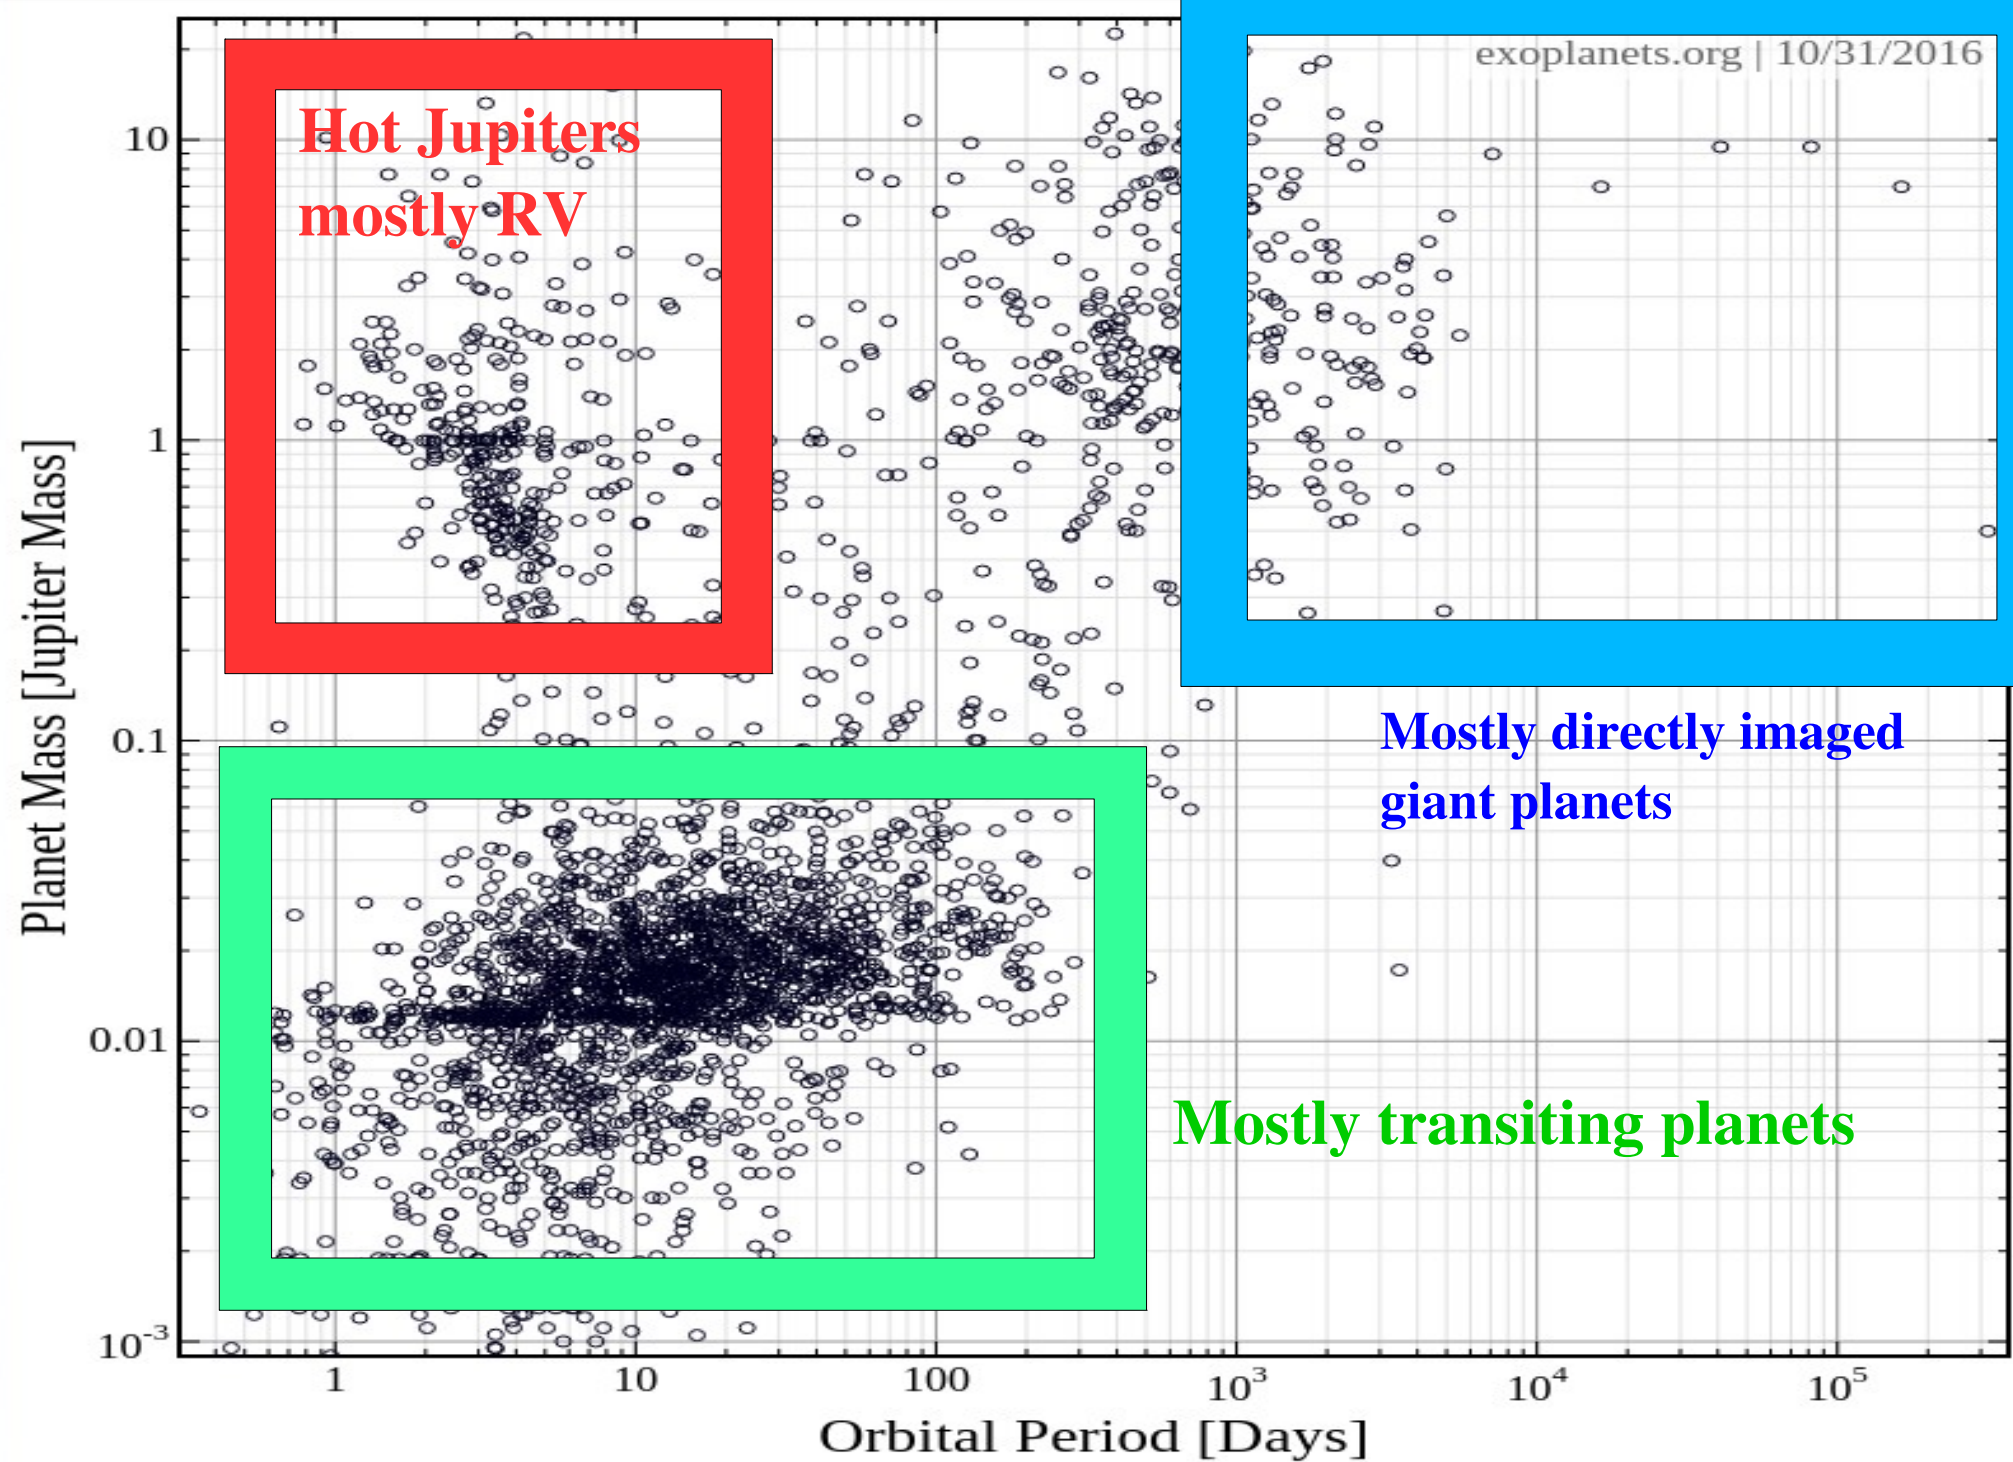 exoplanets.org | 10/31/2016
Hot Jupiters
mostly RV
10
1
0.1
0.01
10⁻³
Planet Mass [Jupiter Mass]
Mostly directly imaged
giant planets
Mostly transiting planets
1 10 100 10³ 10⁴ 10⁵
Orbital Period [Days]